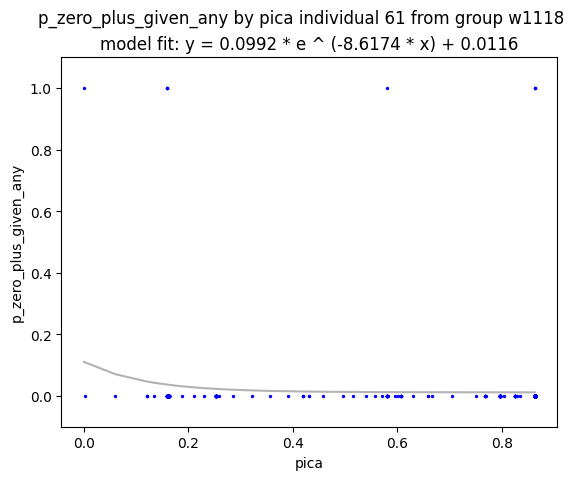 p_zero_plus_given_any by pica individual 61 from group w1118
model fit: y = 0.0992 * e ^ (-8.6174 * x) + 0.0116
1.0
0.8
0.6
0.4
0.2
0.0
p_zero_plus_given_any
0.0 0.2 0.4 0.6 0.8
pica